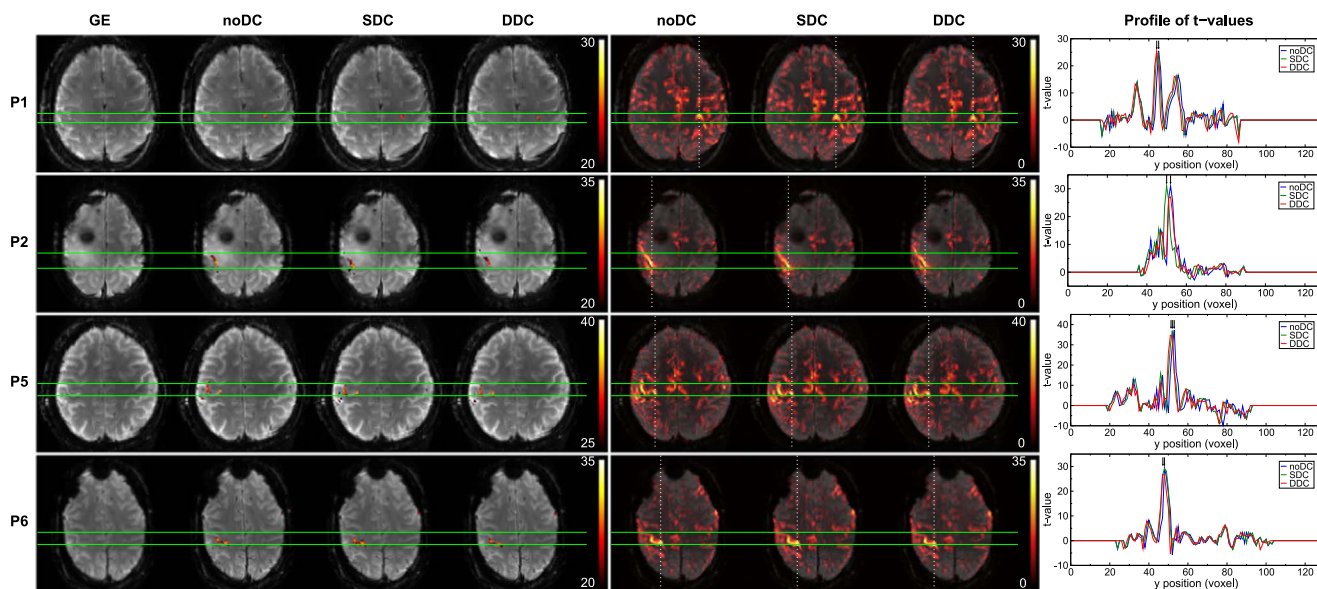 GE noDC SDC DDC noDC SDC DDC Profile of t−values
P1
30
20
30
0
t-value
30
20
10
0
-10
noDC
SDC
DDC
0 20 40 60 80 100 120
y position (voxel)
P2
35
20
35
0
t-value
30
20
10
0
noDC
SDC
DDC
0 20 40 60 80 100 120
y position (voxel)
P5
40
25
40
0
t-value
40
30
20
10
0
-10
noDC
SDC
DDC
0 20 40 60 80 100 120
y position (voxel)
P6
35
20
35
0
t-value
30
20
10
0
-10
noDC
SDC
DDC
0 20 40 60 80 100 120
y position (voxel)